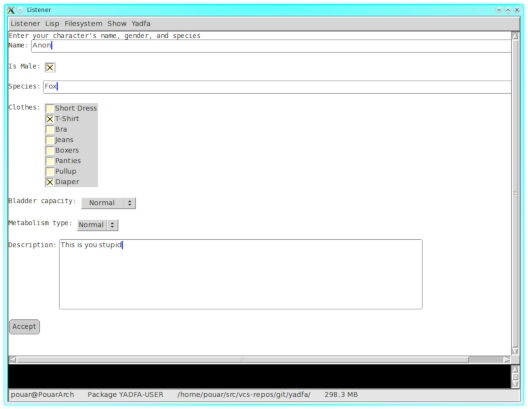 Listener
Listener Lisp Filesystem Show Yadfa
Enter your character's name, gender, and species
Name: Anon
Is Male:
Species: Fox
Clothes: Short Dress
T-Shirt
Bra
Jeans
Boxers
Panties
Pullup
Diaper
Bladder capacity: Normal
Metabolism type: Normal
Description: This is you stupid
Accept
pouar@PouarArch Package YADFA-USER /home/pouar/src/vcs-repos/git/yadfa/ 298.3 MB